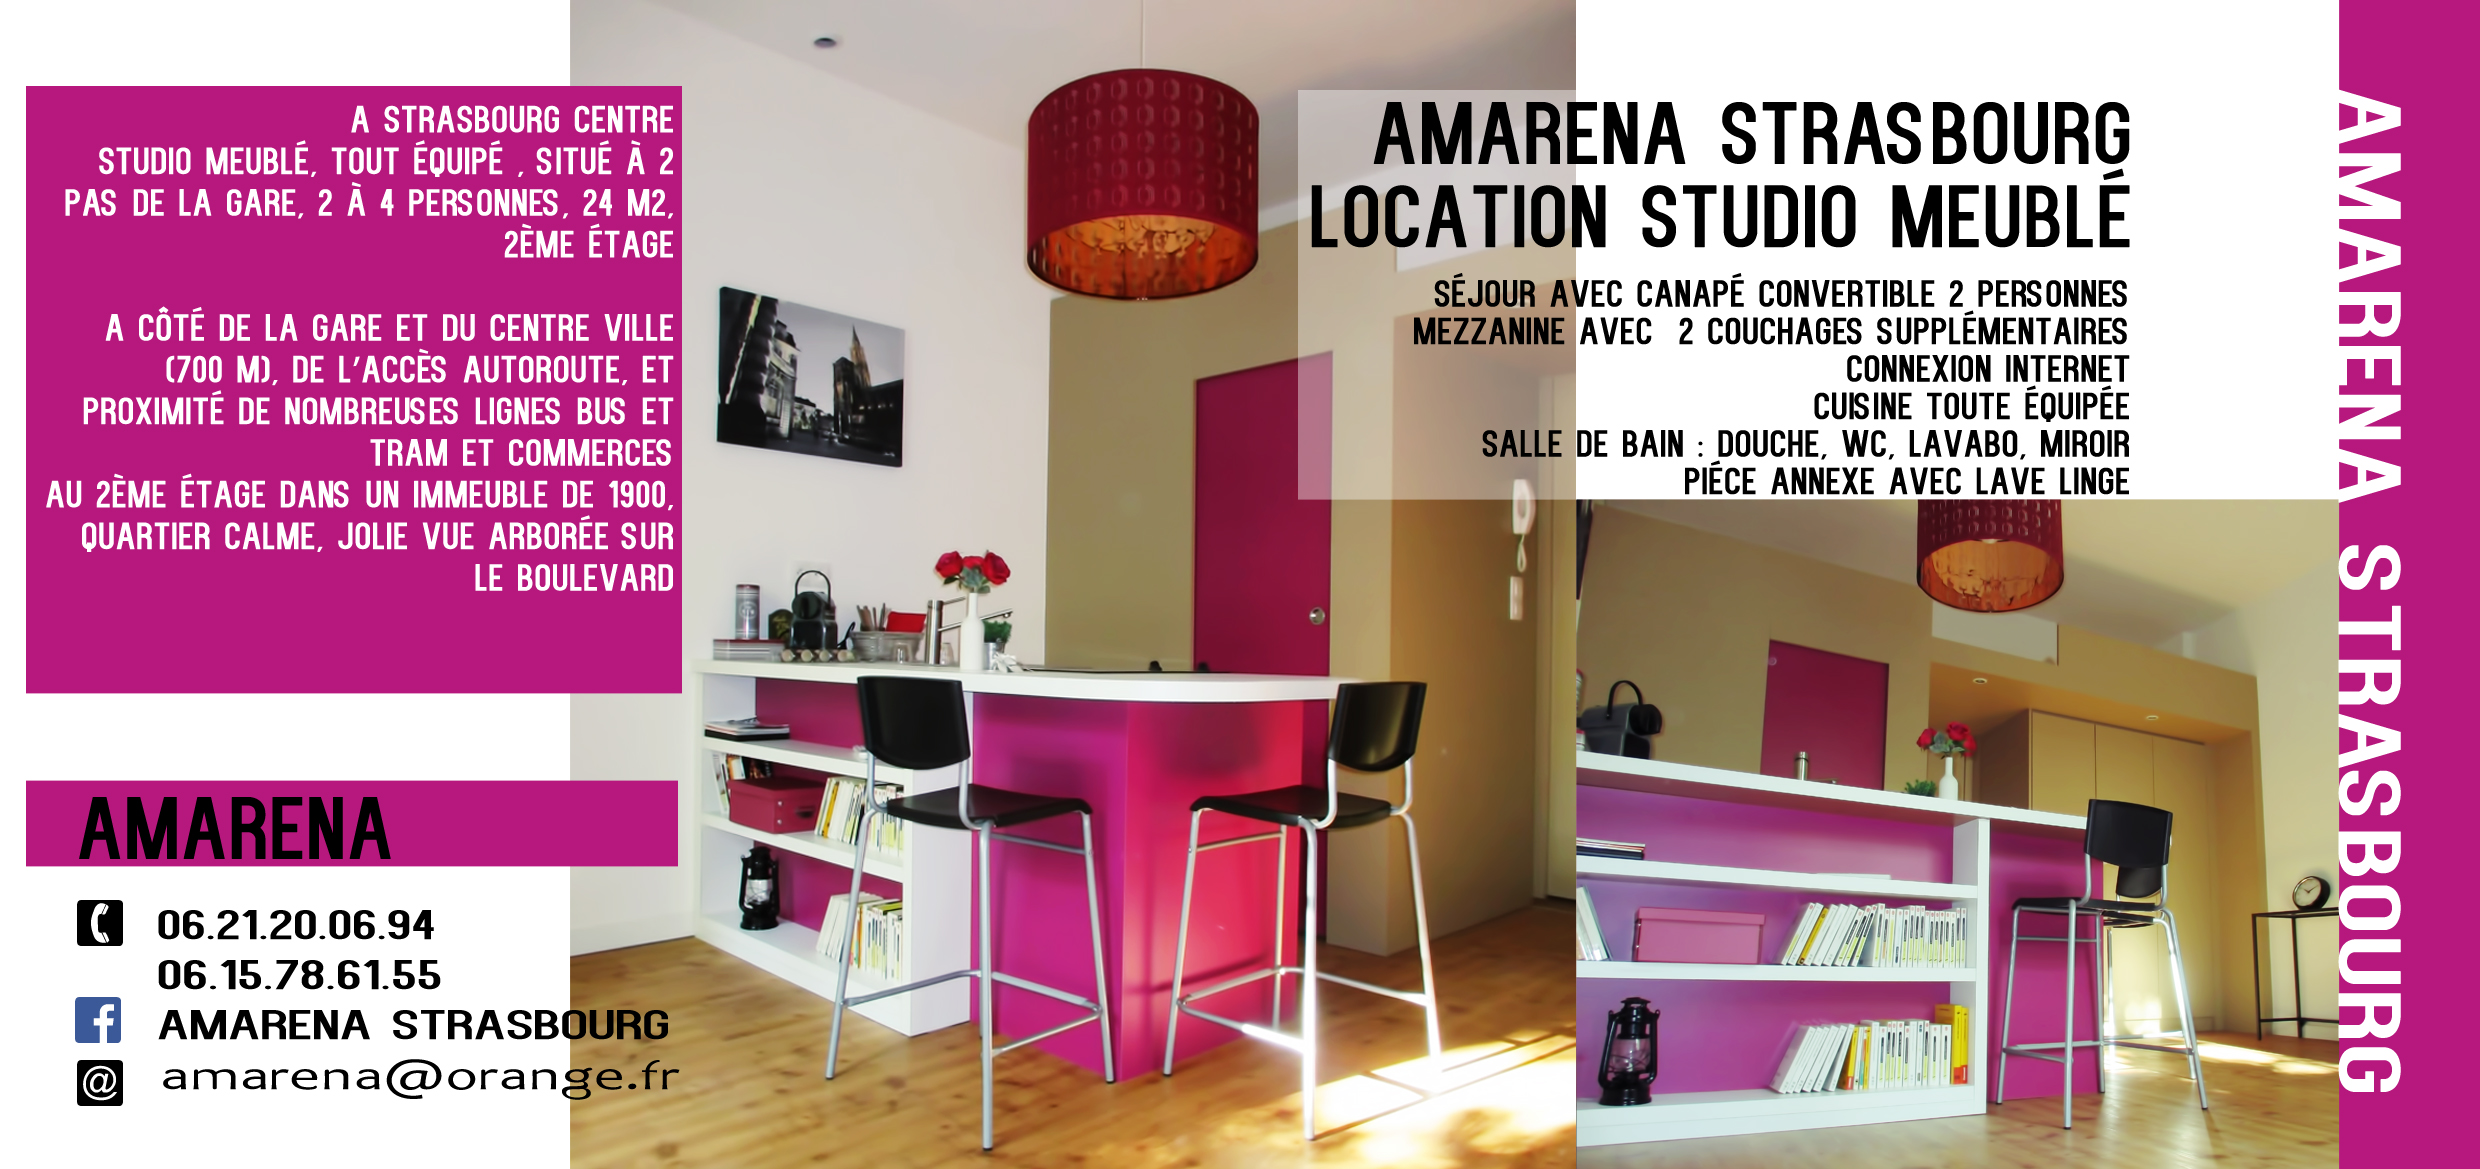 A STRASBOURG CENTRE
STUDIO MEUBLÉ, TOUT ÉQUIPÉ , SITUÉ À 2
PAS DE LA GARE, 2 À 4 PERSONNES, 24 M2,
2ÈME ÉTAGE
A CÔTÉ DE LA GARE ET DU CENTRE VILLE
(700 M), DE L'ACCÈS AUTOROUTE, ET
PROXIMITÉ DE NOMBREUSES LIGNES BUS ET
TRAM ET COMMERCES
AU 2ÈME ÉTAGE DANS UN IMMEUBLE DE 1900,
QUARTIER CALME, JOLIE VUE ARBORÉE SUR
LE BOULEVARD
AMARENA
06.21.20.06.94
06.15.78.61.55
AMARENA STRASBOURG
amarena@orange.fr
AMARENA STRASBOURG
LOCATION STUDIO MEUBLÉ
SÉJOUR AVEC CANAPÉ CONVERTIBLE 2 PERSONNES
MEZZANINE AVEC 2 COUCHAGES SUPPLÉMENTAIRES
CONNEXION INTERNET
CUISINE TOUTE ÉQUIPÉE
SALLE DE BAIN : DOUCHE, WC, LAVABO, MIROIR
PIÉCE ANNEXE AVEC LAVE LINGE
AMARENA STRASBOURG